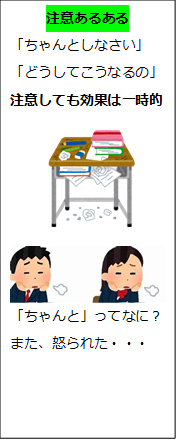 注意あるある
「ちゃんとしなさい」
「どうしてこうなるの」
注意しても効果は一時的
「ちゃんと」ってなに？
また、怒られた・・・